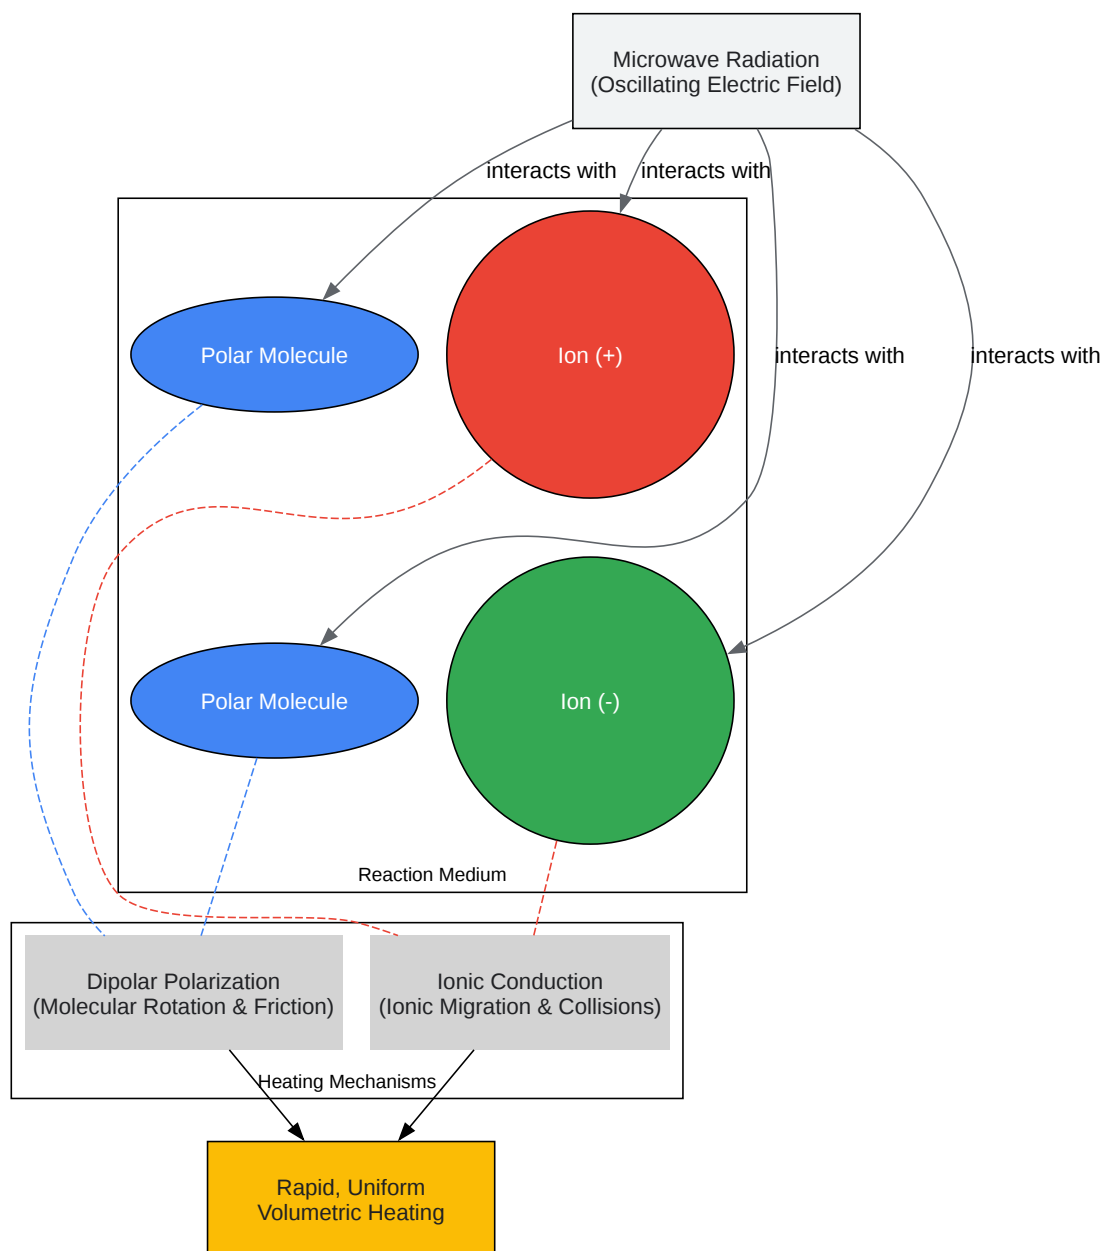 Microwave Radiation
(Oscillating Electric Field)
interacts with
interacts with
Polar Molecule
Ion (+)
interacts with
interacts with
Polar Molecule
Ion (-)
Reaction Medium
Dipolar Polarization
(Molecular Rotation & Friction)
Ionic Conduction
(Ionic Migration & Collisions)
Heating Mechanisms
Rapid, Uniform
Volumetric Heating